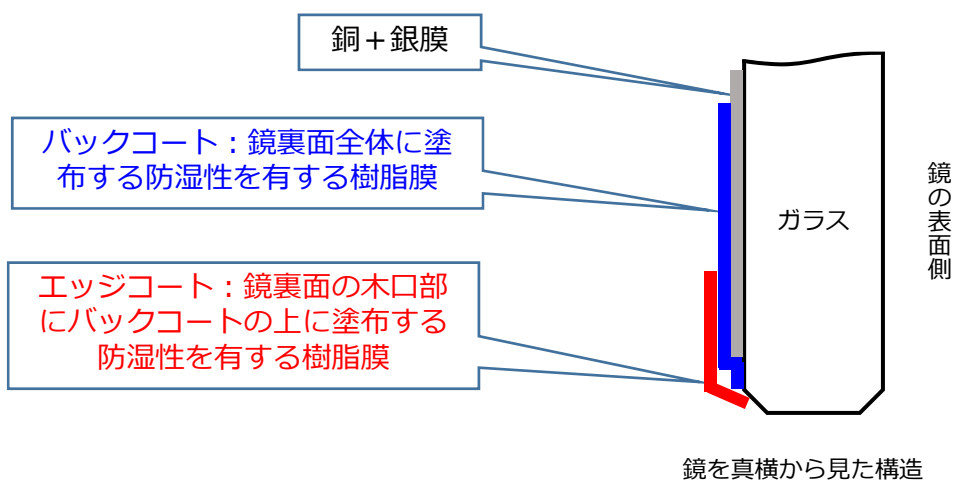 銅＋銀膜
バックコート：鏡裏面全体に塗
布する防湿性を有する樹脂膜
エッジコート：鏡裏面の木口部
にバックコートの上に塗布する
防湿性を有する樹脂膜
ガラス
鏡の表面側
鏡を真横から見た構造